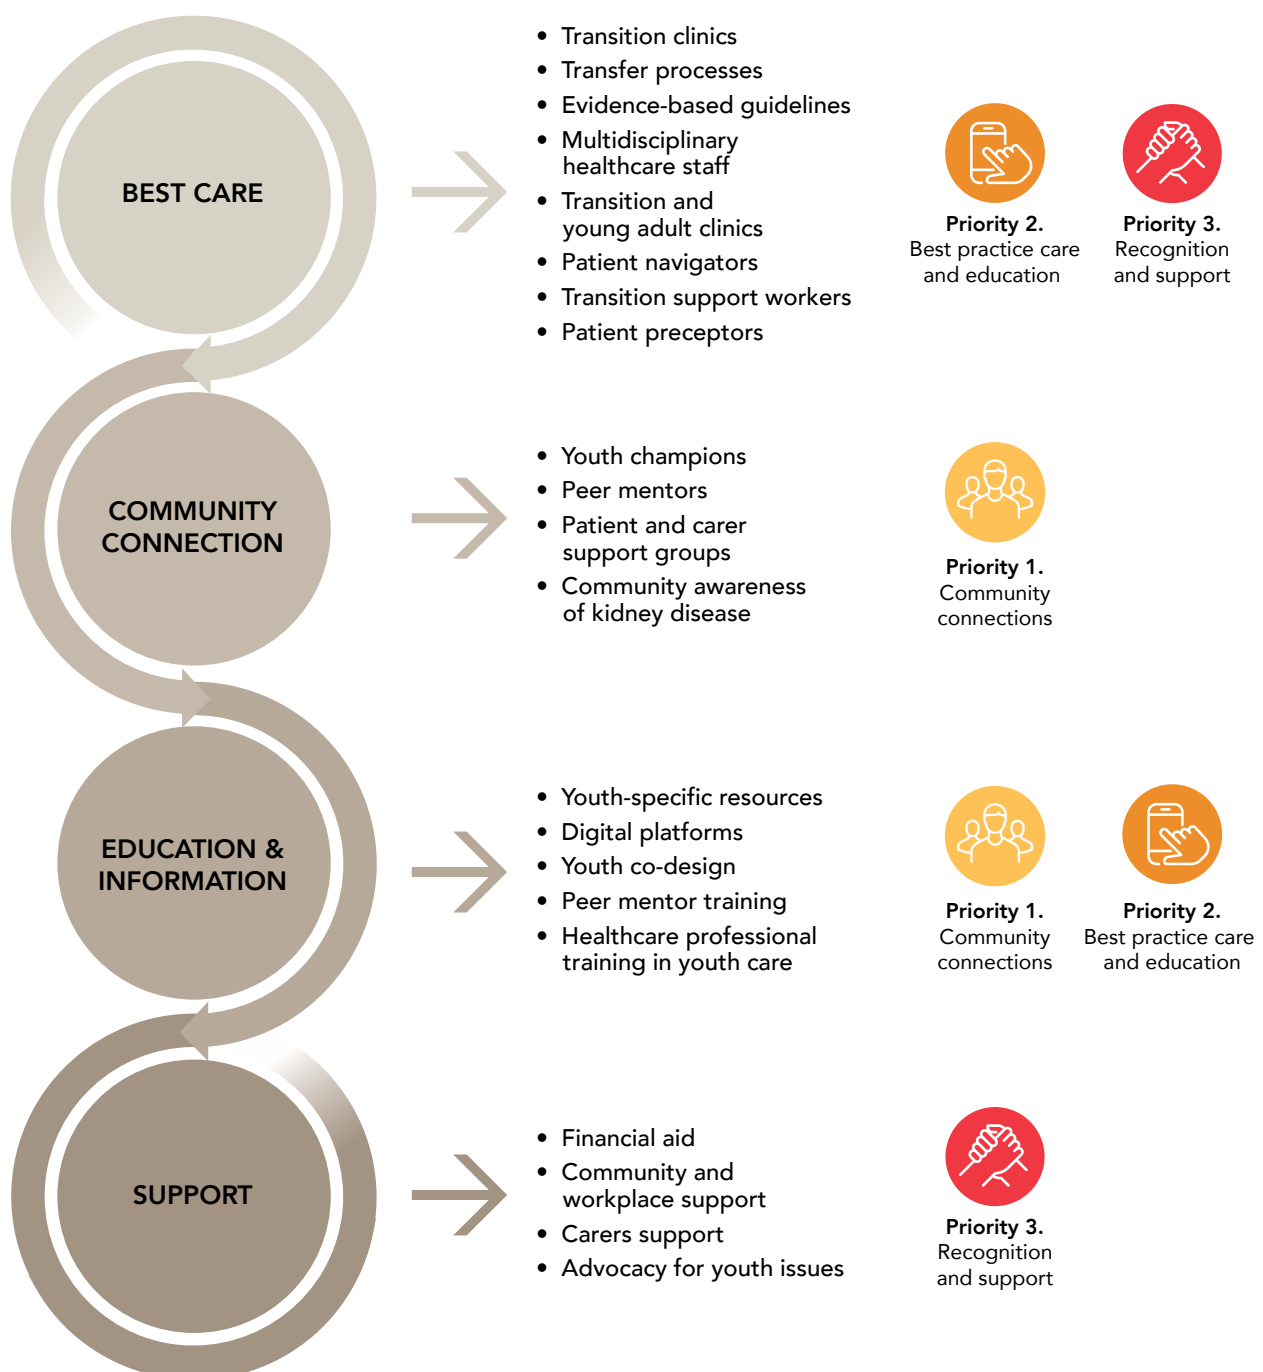 BEST CARE
• Transition clinics
• Transfer processes
• Evidence-based guidelines
• Multidisciplinary
healthcare staff
• Transition and
young adult clinics
• Patient navigators
• Transition support workers
• Patient preceptors
Priority 2.
Best practice care
and education
Priority 3.
Recognition
and support
COMMUNITY
CONNECTION
• Youth champions
• Peer mentors
• Patient and carer
support groups
• Community awareness
of kidney disease
Priority 1.
Community
connections
EDUCATION &
INFORMATION
• Youth-specific resources
• Digital platforms
• Youth co-design
• Peer mentor training
• Healthcare professional
training in youth care
Priority 1.
Community
connections
Priority 2.
Best practice care
and education
SUPPORT
• Financial aid
• Community and
workplace support
• Carers support
• Advocacy for youth issues
Priority 3.
Recognition
and support